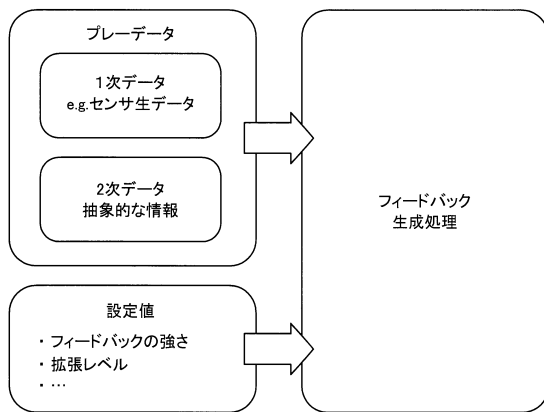 プレーデータ
１次データ
e.g.センサ生データ
2次データ
抽象的な情報
設定値
・ フィードバックの強さ
・ 拡張レベル
・ …
フィードバック
生成処理